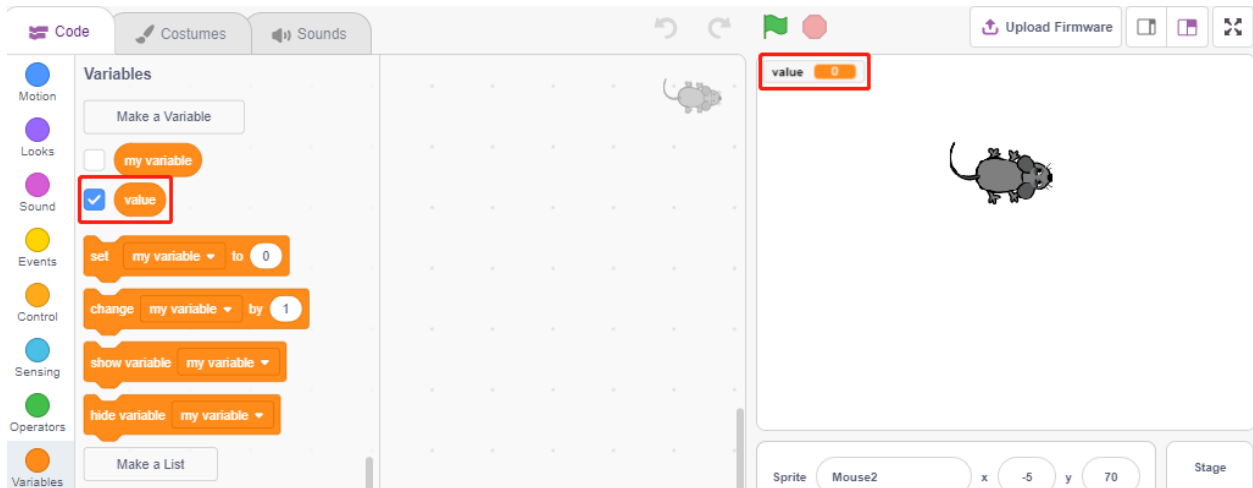 Code
Costumes
Sounds
Upload Firmware
Motion
Looks
Sound
Events
Control
Sensing
Operators
Variables
Variables
Make a Variable
my variable
value
set my variable to 0
change my variable by 1
show variable my variable
hide variable my variable
Make a List
value 0
Sprite Mouse2 x -5 y 70
Stage